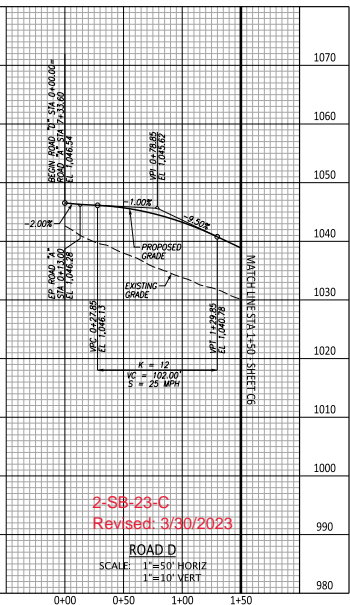 1070
1060
1050
1040
1030
1020
1010
1000
990
980
BEGIN ROAD "D" STA 0+00.00=
ROAD "A" STA 7+33.60
EL 1,046.54
VPI 0+78.85
EL 1,045.62
-1.00%
-9.50%
-2.00%
PROPOSED
GRADE
EXISTING
GRADE
EP ROAD "A"
STA 0+13.00
EL 1,046.28
VPC 0+27.85
EL 1,046.13
VPT 1+29.85
EL 1,040.78
MATCH LINE STA 1+50 - SHEET C6
K = 12
VC = 102.00'
S = 25 MPH
2-SB-23-C
Revised: 3/30/2023
ROAD D
SCALE: 1"=50' HORIZ
1"=10' VERT
0+00 0+50 1+00 1+50